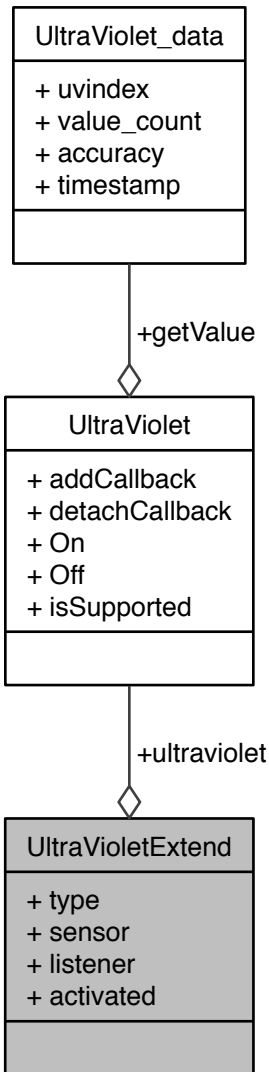 UltraViolet_data
+ uvindex
+ value_count
+ accuracy
+ timestamp
+getValue
UltraViolet
+ addCallback
+ detachCallback
+ On
+ Off
+ isSupported
+ultraviolet
UltraVioletExtend
+ type
+ sensor
+ listener
+ activated